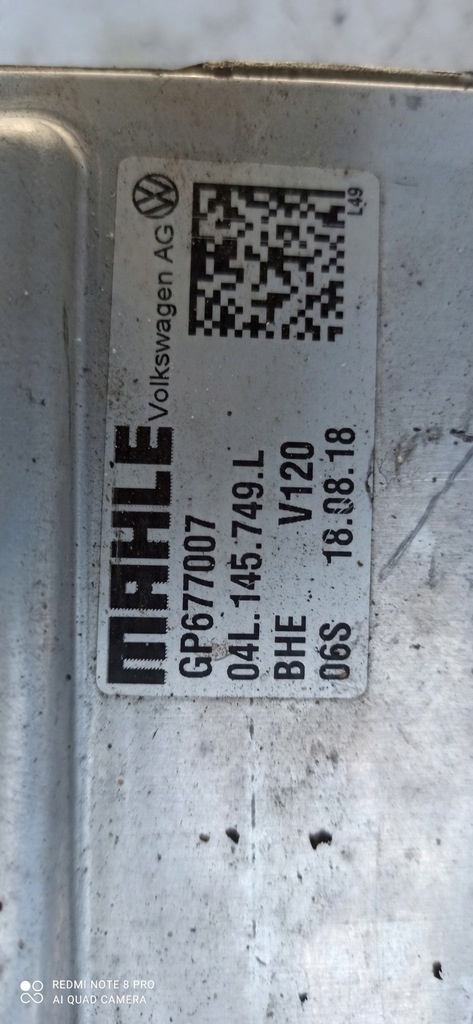 MAHLE Volkswagen AG
GP677007
04L.145.749.L
BHE V120
06S 18.08.18
L49
REDMI NOTE 8 PRO
AI QUAD CAMERA